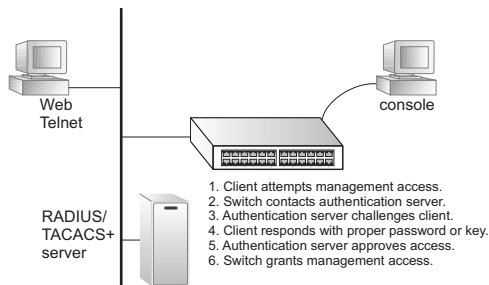 Web
Telnet
console
RADIUS/
TACACS+
server
1. Client attempts management access.
2. Switch contacts authentication server.
3. Authentication server challenges client.
4. Client responds with proper password or key.
5. Authentication server approves access.
6. Switch grants management access.